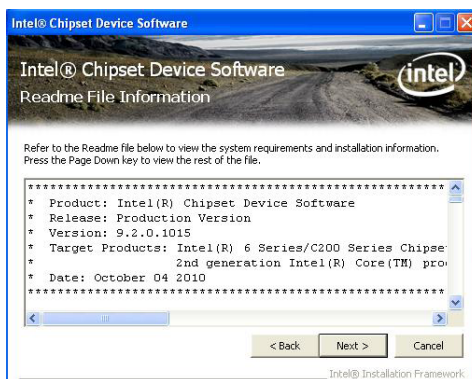 Intel® Chipset Device Software
Intel® Chipset Device Software
Readme File Information
intel
Refer to the Readme file below to view the system requirements and installation information.
Press the Page Down key to view the rest of the file.
************************************************************
* Product: Intel(R) Chipset Device Software
* Release: Production Version
* Version: 9.2.0.1015
* Target Products: Intel(R) 6 Series/C200 Series Chipse
* 2nd generation Intel(R) Core(TM) pro
* Date: October 04 2010
************************************************************
< Back Next > Cancel
Intel® Installation Framework